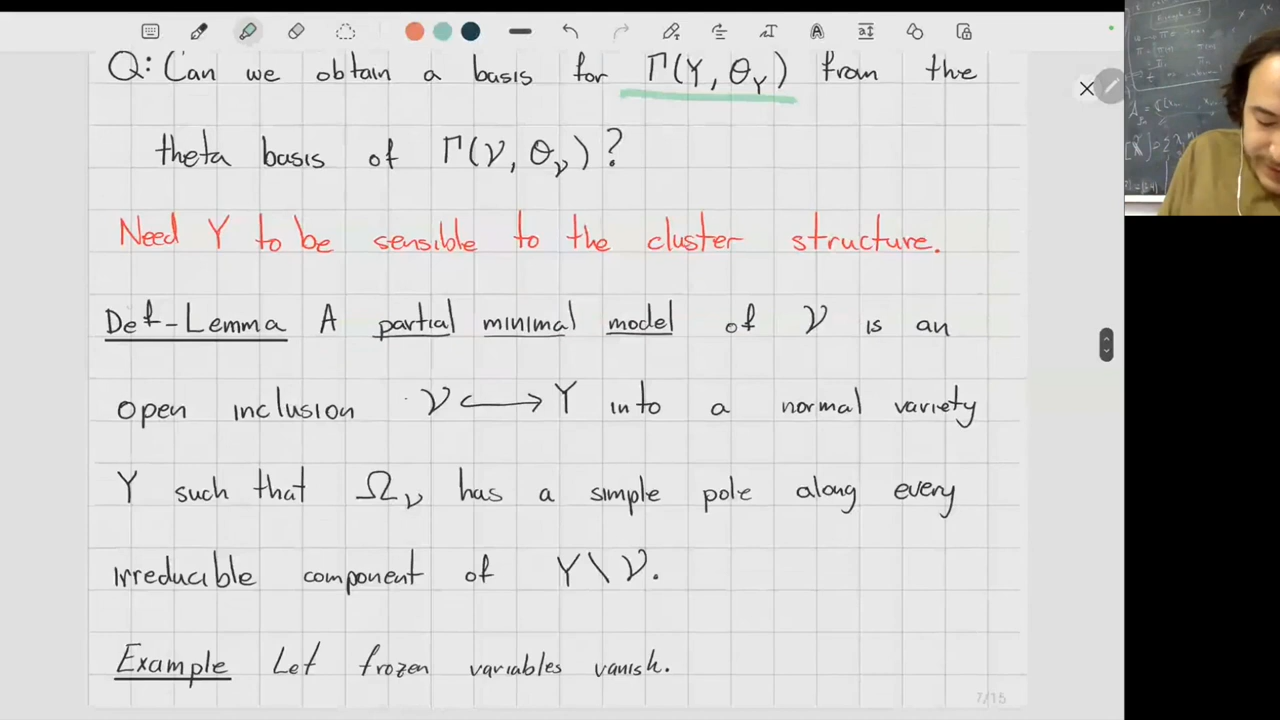 Q: Can we obtain a basis for Γ(Y, O_Y) from the
theta basis of Γ(𝒱, O_𝒱)?
Need Y to be sensible to the cluster structure.
Def-Lemma A partial minimal model of 𝒱 is an
open inclusion 𝒱 ↪ Y into a normal variety
Y such that Ω_𝒱 has a simple pole along every
irreducible component of Y \ 𝒱.
Example Let frozen variables vanish.
7/15